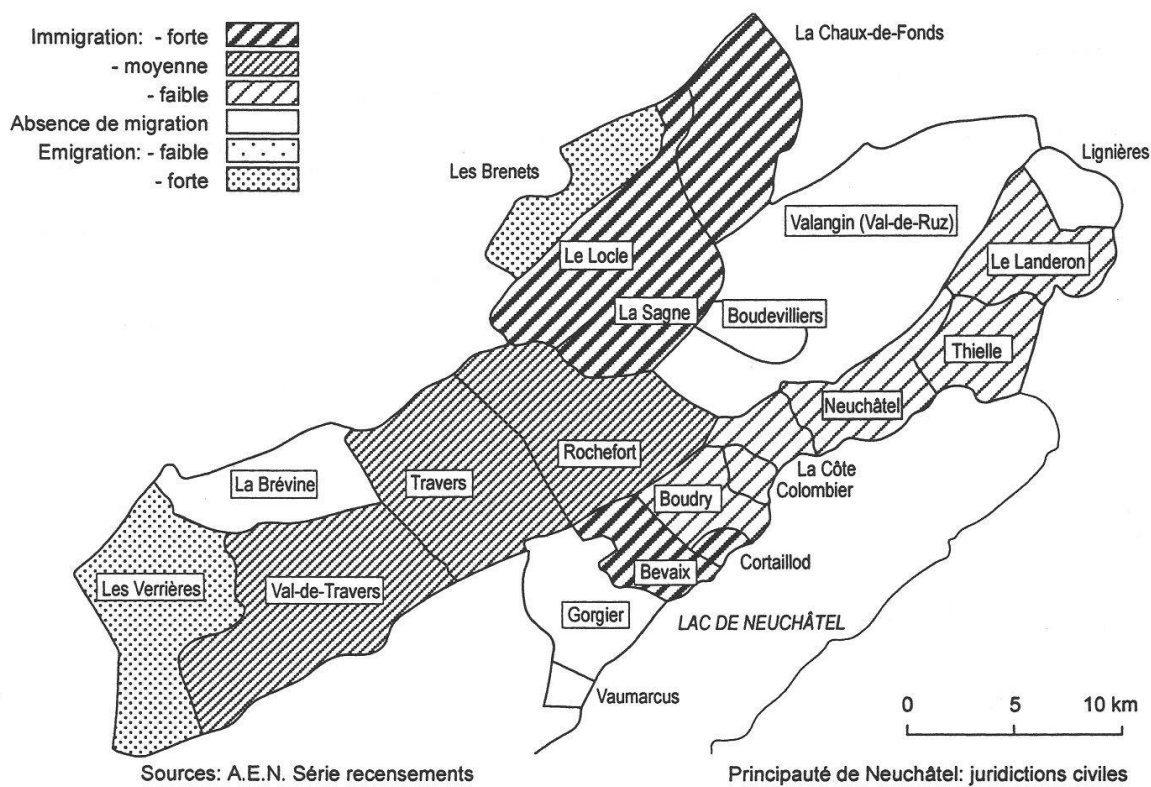 Immigration: - forte
- moyenne
- faible
Absence de migration
Emigration: - faible
- forte
La Chaux-de-Fonds
Les Brenets
Lignières
Valangin (Val-de-Ruz)
Le Locle
Le Landeron
La Sagne
Boudevilliers
Thielle
Neuchâtel
Rochefort
La Côte
La Brévine
Travers
Boudry
Colombier
Cortaillod
Bevaix
Les Verrières
Val-de-Travers
Gorgier
LAC DE NEUCHÂTEL
Vaumarcus
0 5 10 km
Sources: A.E.N. Série recensements
Principauté de Neuchâtel: juridictions civiles